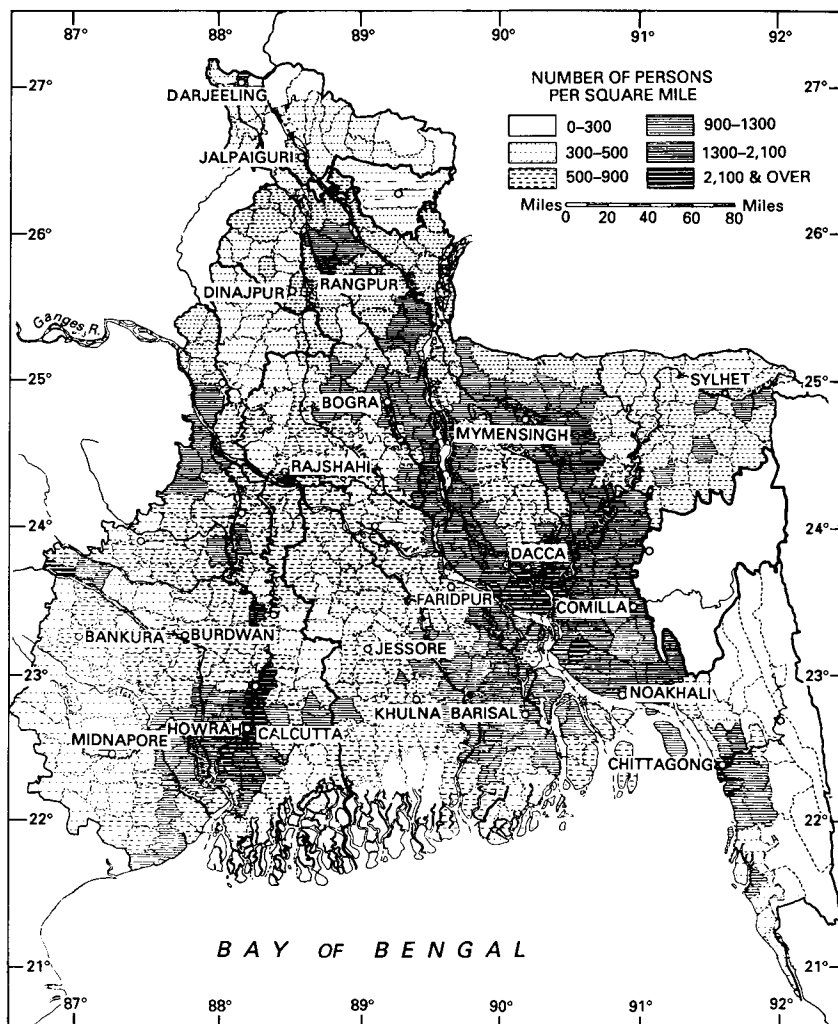 87° 88° 89° 90° 91° 92°
NUMBER OF PERSONS
PER SQUARE MILE
0–300 900–1300
300–500 1300–2,100
500–900 2,100 & OVER
Miles 0 20 40 60 80 Miles
27° 27°
DARJEELING
JALPAIGURI
26° 26°
DINAJPUR RANGPUR
Ganges R.
25° 25°
SYLHET
BOGRA
MYMENSINGH
RAJSHAHI
24° 24°
DACCA
FARIDPUR COMILLA
BANKURA BURDWAN
JESSORE
23° 23°
NOAKHALI
KHULNA BARISAL
HOWRAH CALCUTTA
MIDNAPORE
CHITTAGONG
22° 22°
BAY OF BENGAL
21° 21°
87° 88° 89° 90° 91° 92°